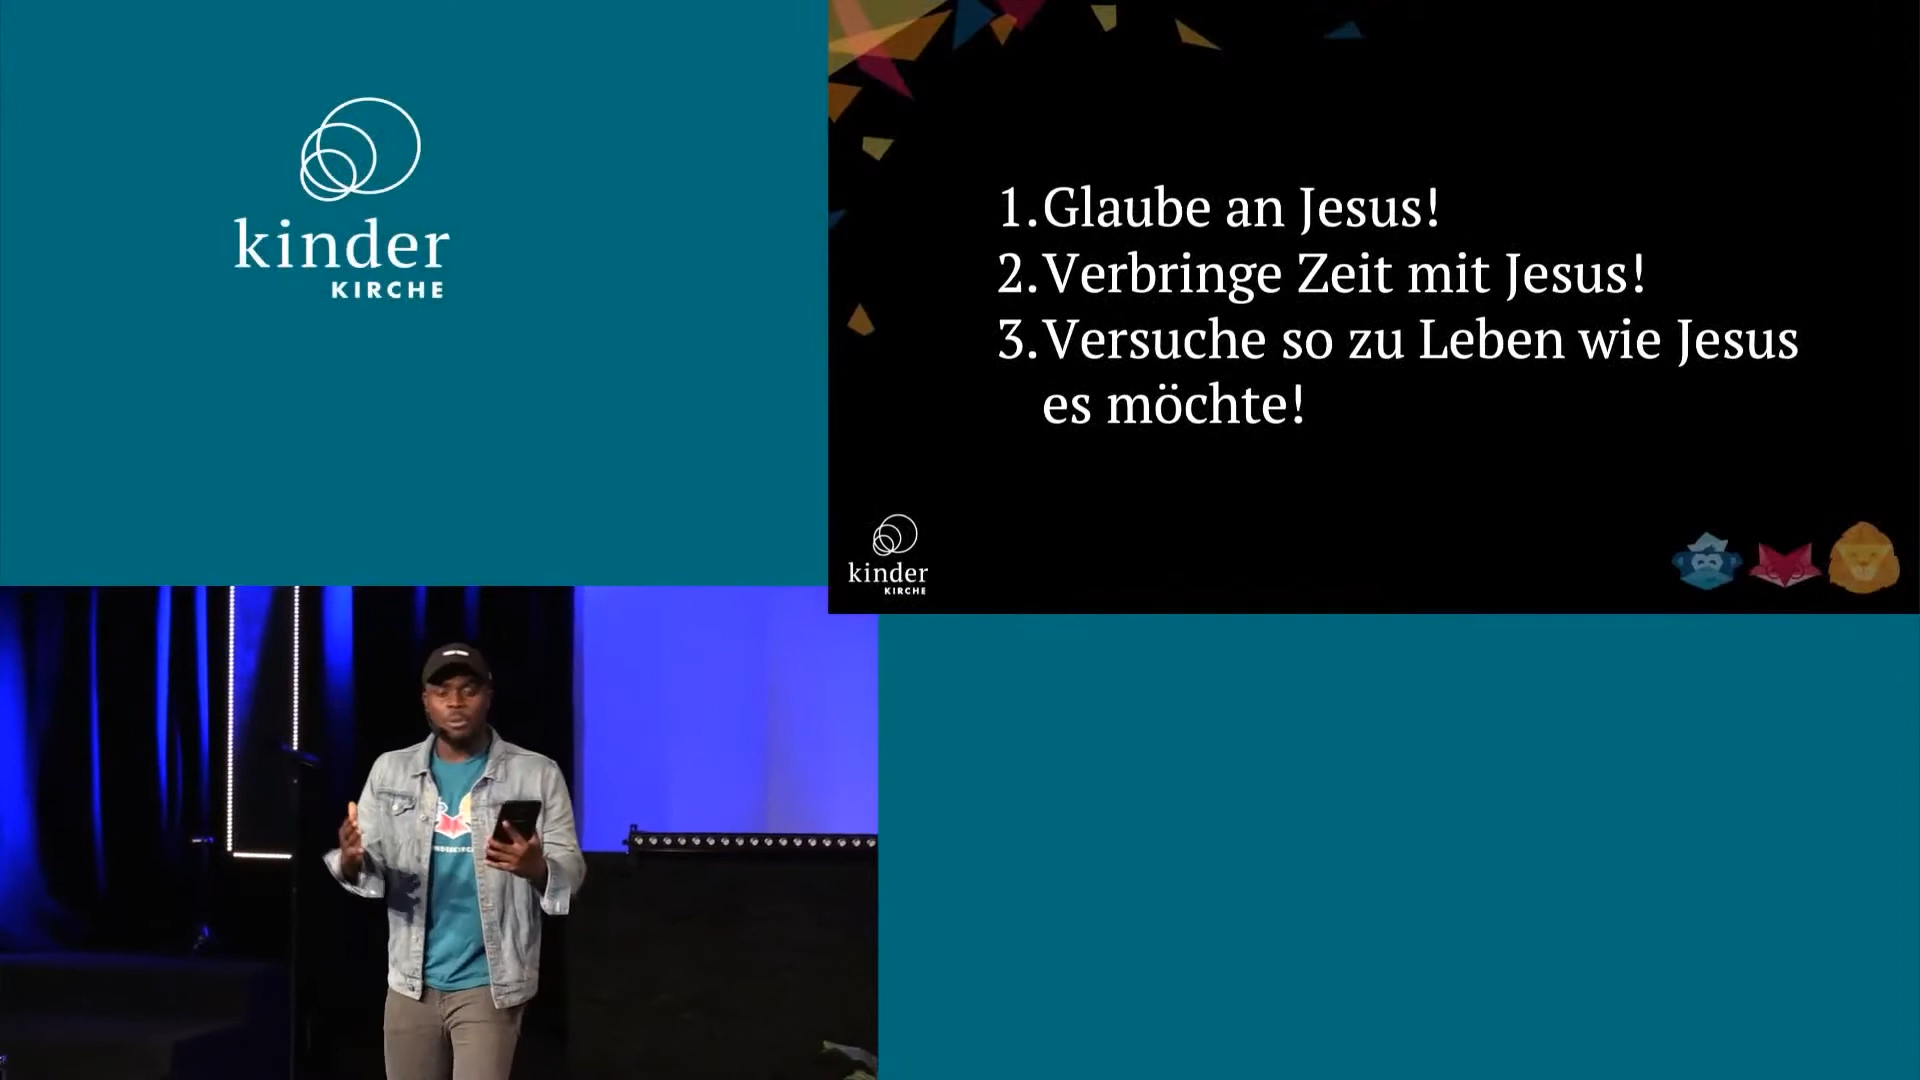 kinder
KIRCHE
1. Glaube an Jesus!
2. Verbringe Zeit mit Jesus!
3. Versuche so zu Leben wie Jesus
es möchte!
kinder
KIRCHE